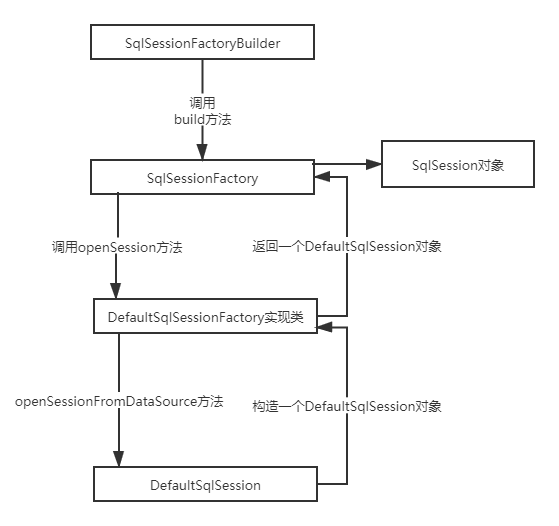 SqlSessionFactoryBuilder
调用
build方法
SqlSessionFactory
SqlSession对象
调用openSession方法
返回一个DefaultSqlSession对象
DefaultSqlSessionFactory实现类
openSessionFromDataSource方法
构造一个DefaultSqlSession对象
DefaultSqlSession